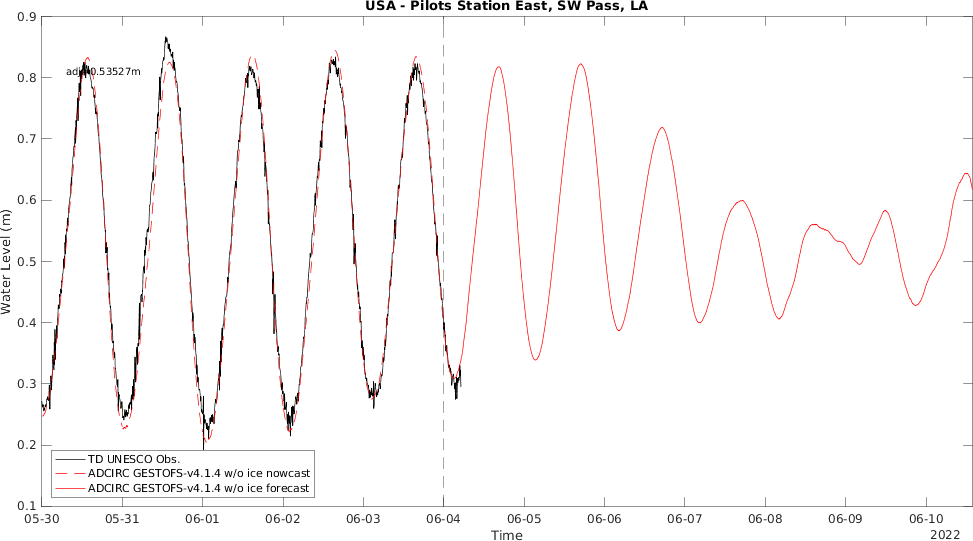 USA - Pilots Station East, SW Pass, LA
0.9
0.8
0.7
0.6
0.5
0.4
0.3
0.2
0.1
Water Level (m)
0.53527m
TD UNESCO Obs.
ADCIRC GESTOFS-v4.1.4 w/o ice nowcast
ADCIRC GESTOFS-v4.1.4 w/o ice forecast
05-30 05-31 06-01 06-02 06-03 06-04 06-05 06-06 06-07 06-08 06-09 06-10
2022
Time